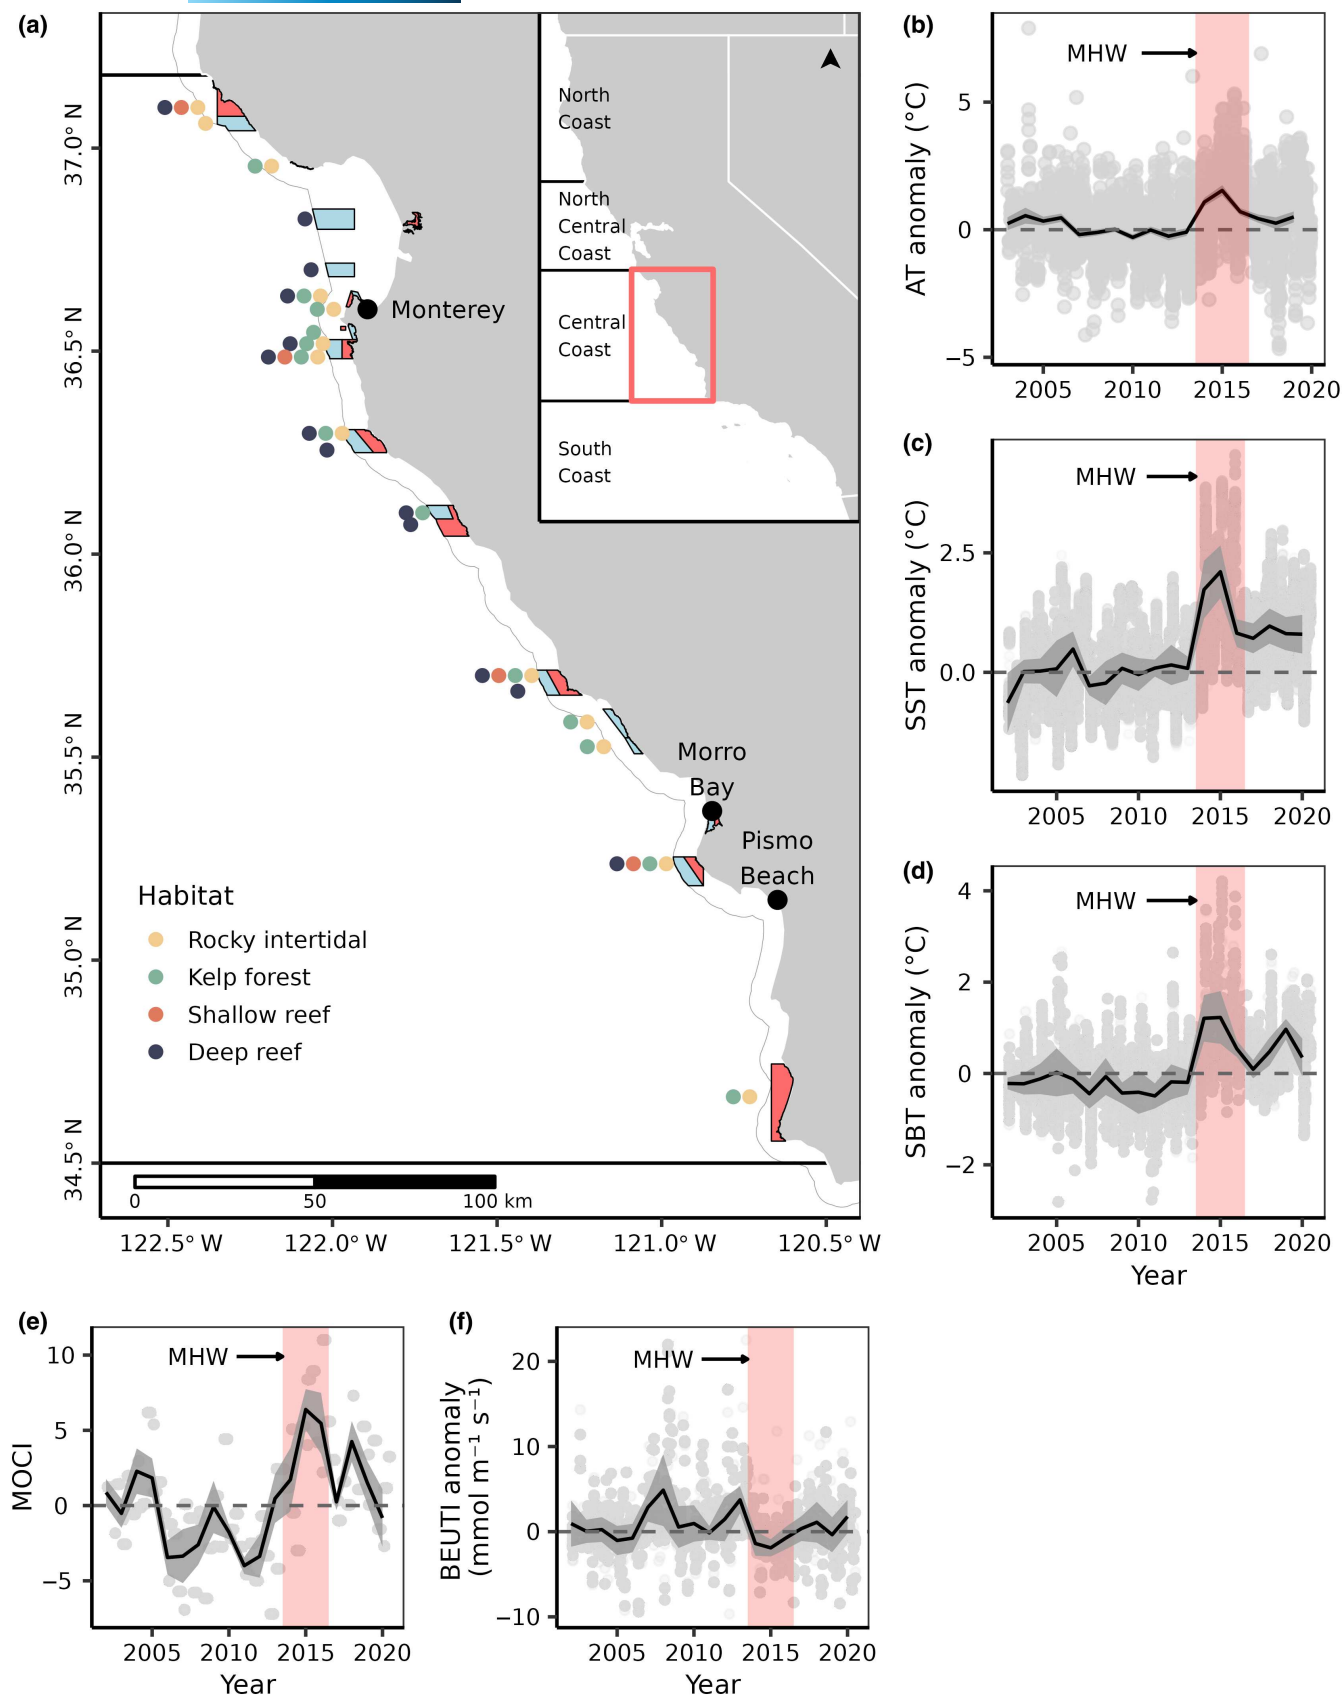 (a)
37.0° N
36.5° N
36.0° N
35.5° N
35.0° N
34.5° N
122.5° W
122.0° W
121.5° W
121.0° W
120.5° W
North
Coast
North
Central
Coast
Central
Coast
South
Coast
Monterey
Morro
Bay
Pismo
Beach
Habitat
Rocky intertidal
Kelp forest
Shallow reef
Deep reef
0
50
100 km
(b)
AT anomaly (°C)
MHW
5
0
−5
2005
2010
2015
2020
(c)
SST anomaly (°C)
MHW
2.5
0.0
2005
2010
2015
2020
(d)
SBT anomaly (°C)
MHW
4
2
0
−2
2005
2010
2015
2020
Year
(e)
MOCI
MHW
10
5
0
−5
2005
2010
2015
2020
Year
(f)
BEUTI anomaly
(mmol m⁻¹ s⁻¹)
MHW
20
10
0
−10
2005
2010
2015
2020
Year